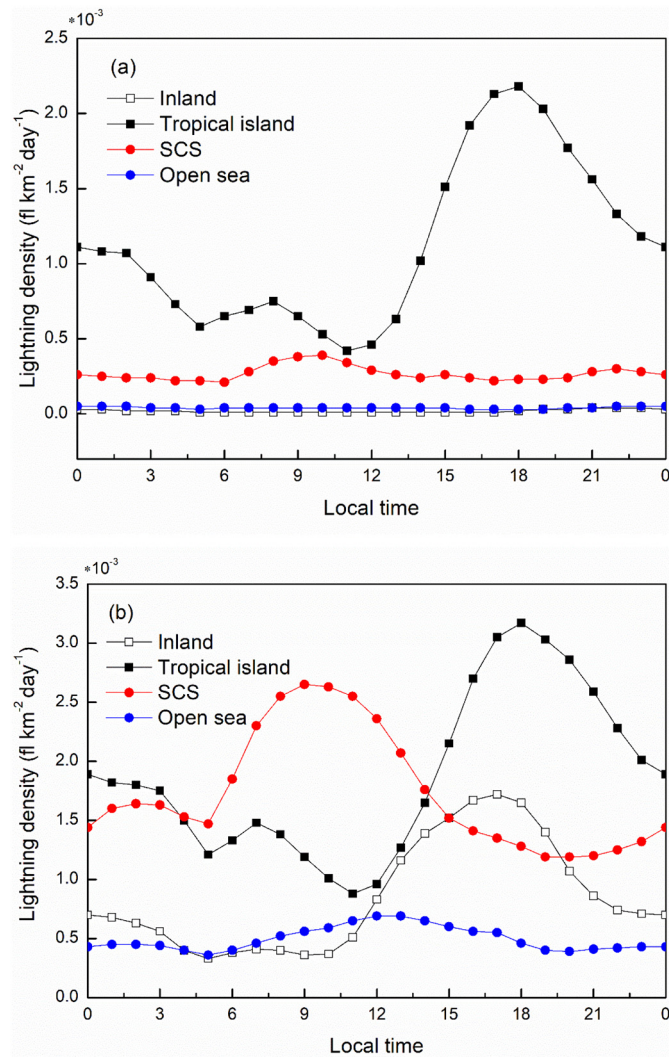 *10⁻³
2.5
(a)
Inland
Tropical island
SCS
Open sea
2.0
1.5
1.0
0.5
0.0
Lightning density (fl km⁻² day⁻¹)
0 3 6 9 12 15 18 21 0
Local time
*10⁻³
3.5
(b)
Inland
Tropical island
SCS
Open sea
3.0
2.5
2.0
1.5
1.0
0.5
0.0
Lightning density (fl km⁻² day⁻¹)
0 3 6 9 12 15 18 21 0
Local time